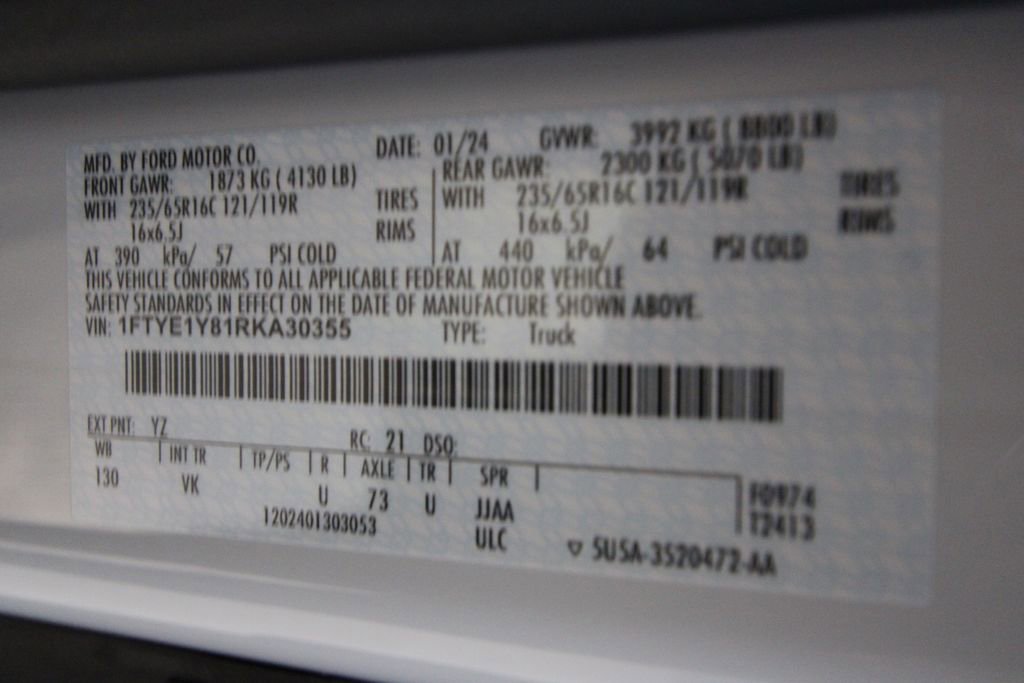 MFD. BY FORD MOTOR CO. DATE: 01/24 GVWR: 3992 KG ( 8800 LB)
FRONT GAWR: 1873 KG ( 4130 LB) REAR GAWR: 2300 KG ( 5070 LB)
WITH 235/65R16C 121/119R TIRES WITH 235/65R16C 121/119R TIRES
16x6.5J RIMS 16x6.5J RIMS
AT 390 kPa/ 57 PSI COLD AT 440 kPa/ 64 PSI COLD
THIS VEHICLE CONFORMS TO ALL APPLICABLE FEDERAL MOTOR VEHICLE
SAFETY STANDARDS IN EFFECT ON THE DATE OF MANUFACTURE SHOWN ABOVE.
VIN: 1FTYE1Y81RKA30355 TYPE: Truck
EXT PNT: YZ RC: 21 DSO:
WB INT TR TP/PS R AXLE TR SPR
130 VK U 73 U JJAA F0974
1202401303053 ULC T2413
▽ 5USA-3520472-AA